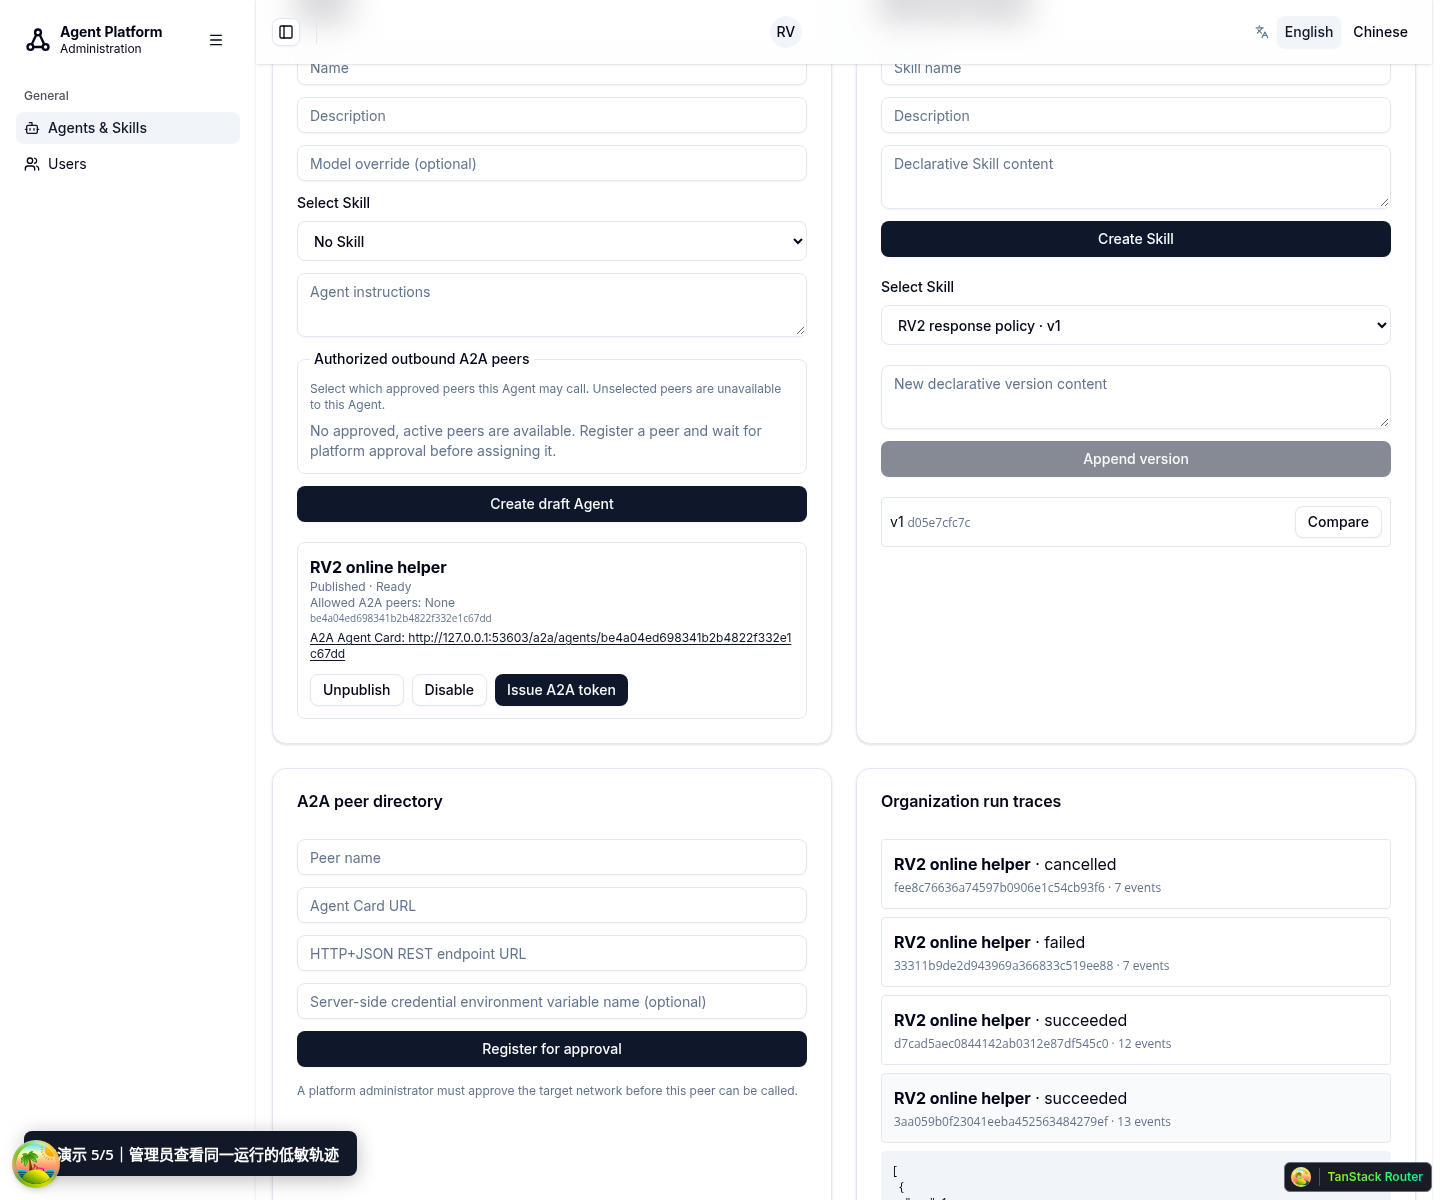 Agent Platform
Administration
General
Agents & Skills
Users
RV
English
Chinese
Name
Description
Model override (optional)
Select Skill
No Skill
Agent instructions
Authorized outbound A2A peers
Select which approved peers this Agent may call. Unselected peers are unavailable
to this Agent.
No approved, active peers are available. Register a peer and wait for
platform approval before assigning it.
Create draft Agent
RV2 online helper
Published · Ready
Allowed A2A peers: None
be4a04ed698341b2b4822f332e1c67dd
A2A Agent Card: http://127.0.0.1:53603/a2a/agents/be4a04ed698341b2b4822f332e1
c67dd
Unpublish
Disable
Issue A2A token
Skill name
Description
Declarative Skill content
Create Skill
Select Skill
RV2 response policy · v1
New declarative version content
Append version
v1 d05e7cfc7c
Compare
A2A peer directory
Peer name
Agent Card URL
HTTP+JSON REST endpoint URL
Server-side credential environment variable name (optional)
Register for approval
A platform administrator must approve the target network before this peer can be called.
Organization run traces
RV2 online helper · cancelled
fee8c76636a74597b0906e1c54cb93f6 · 7 events
RV2 online helper · failed
33311b9de2d943969a366833c519ee88 · 7 events
RV2 online helper · succeeded
d7cad5aec0844142ab0312e87df545c0 · 12 events
RV2 online helper · succeeded
3aa059b0f23041eeba452563484279ef · 13 events
[
{
演示 5/5｜管理员查看同一运行的低敏轨迹
TanStack Router